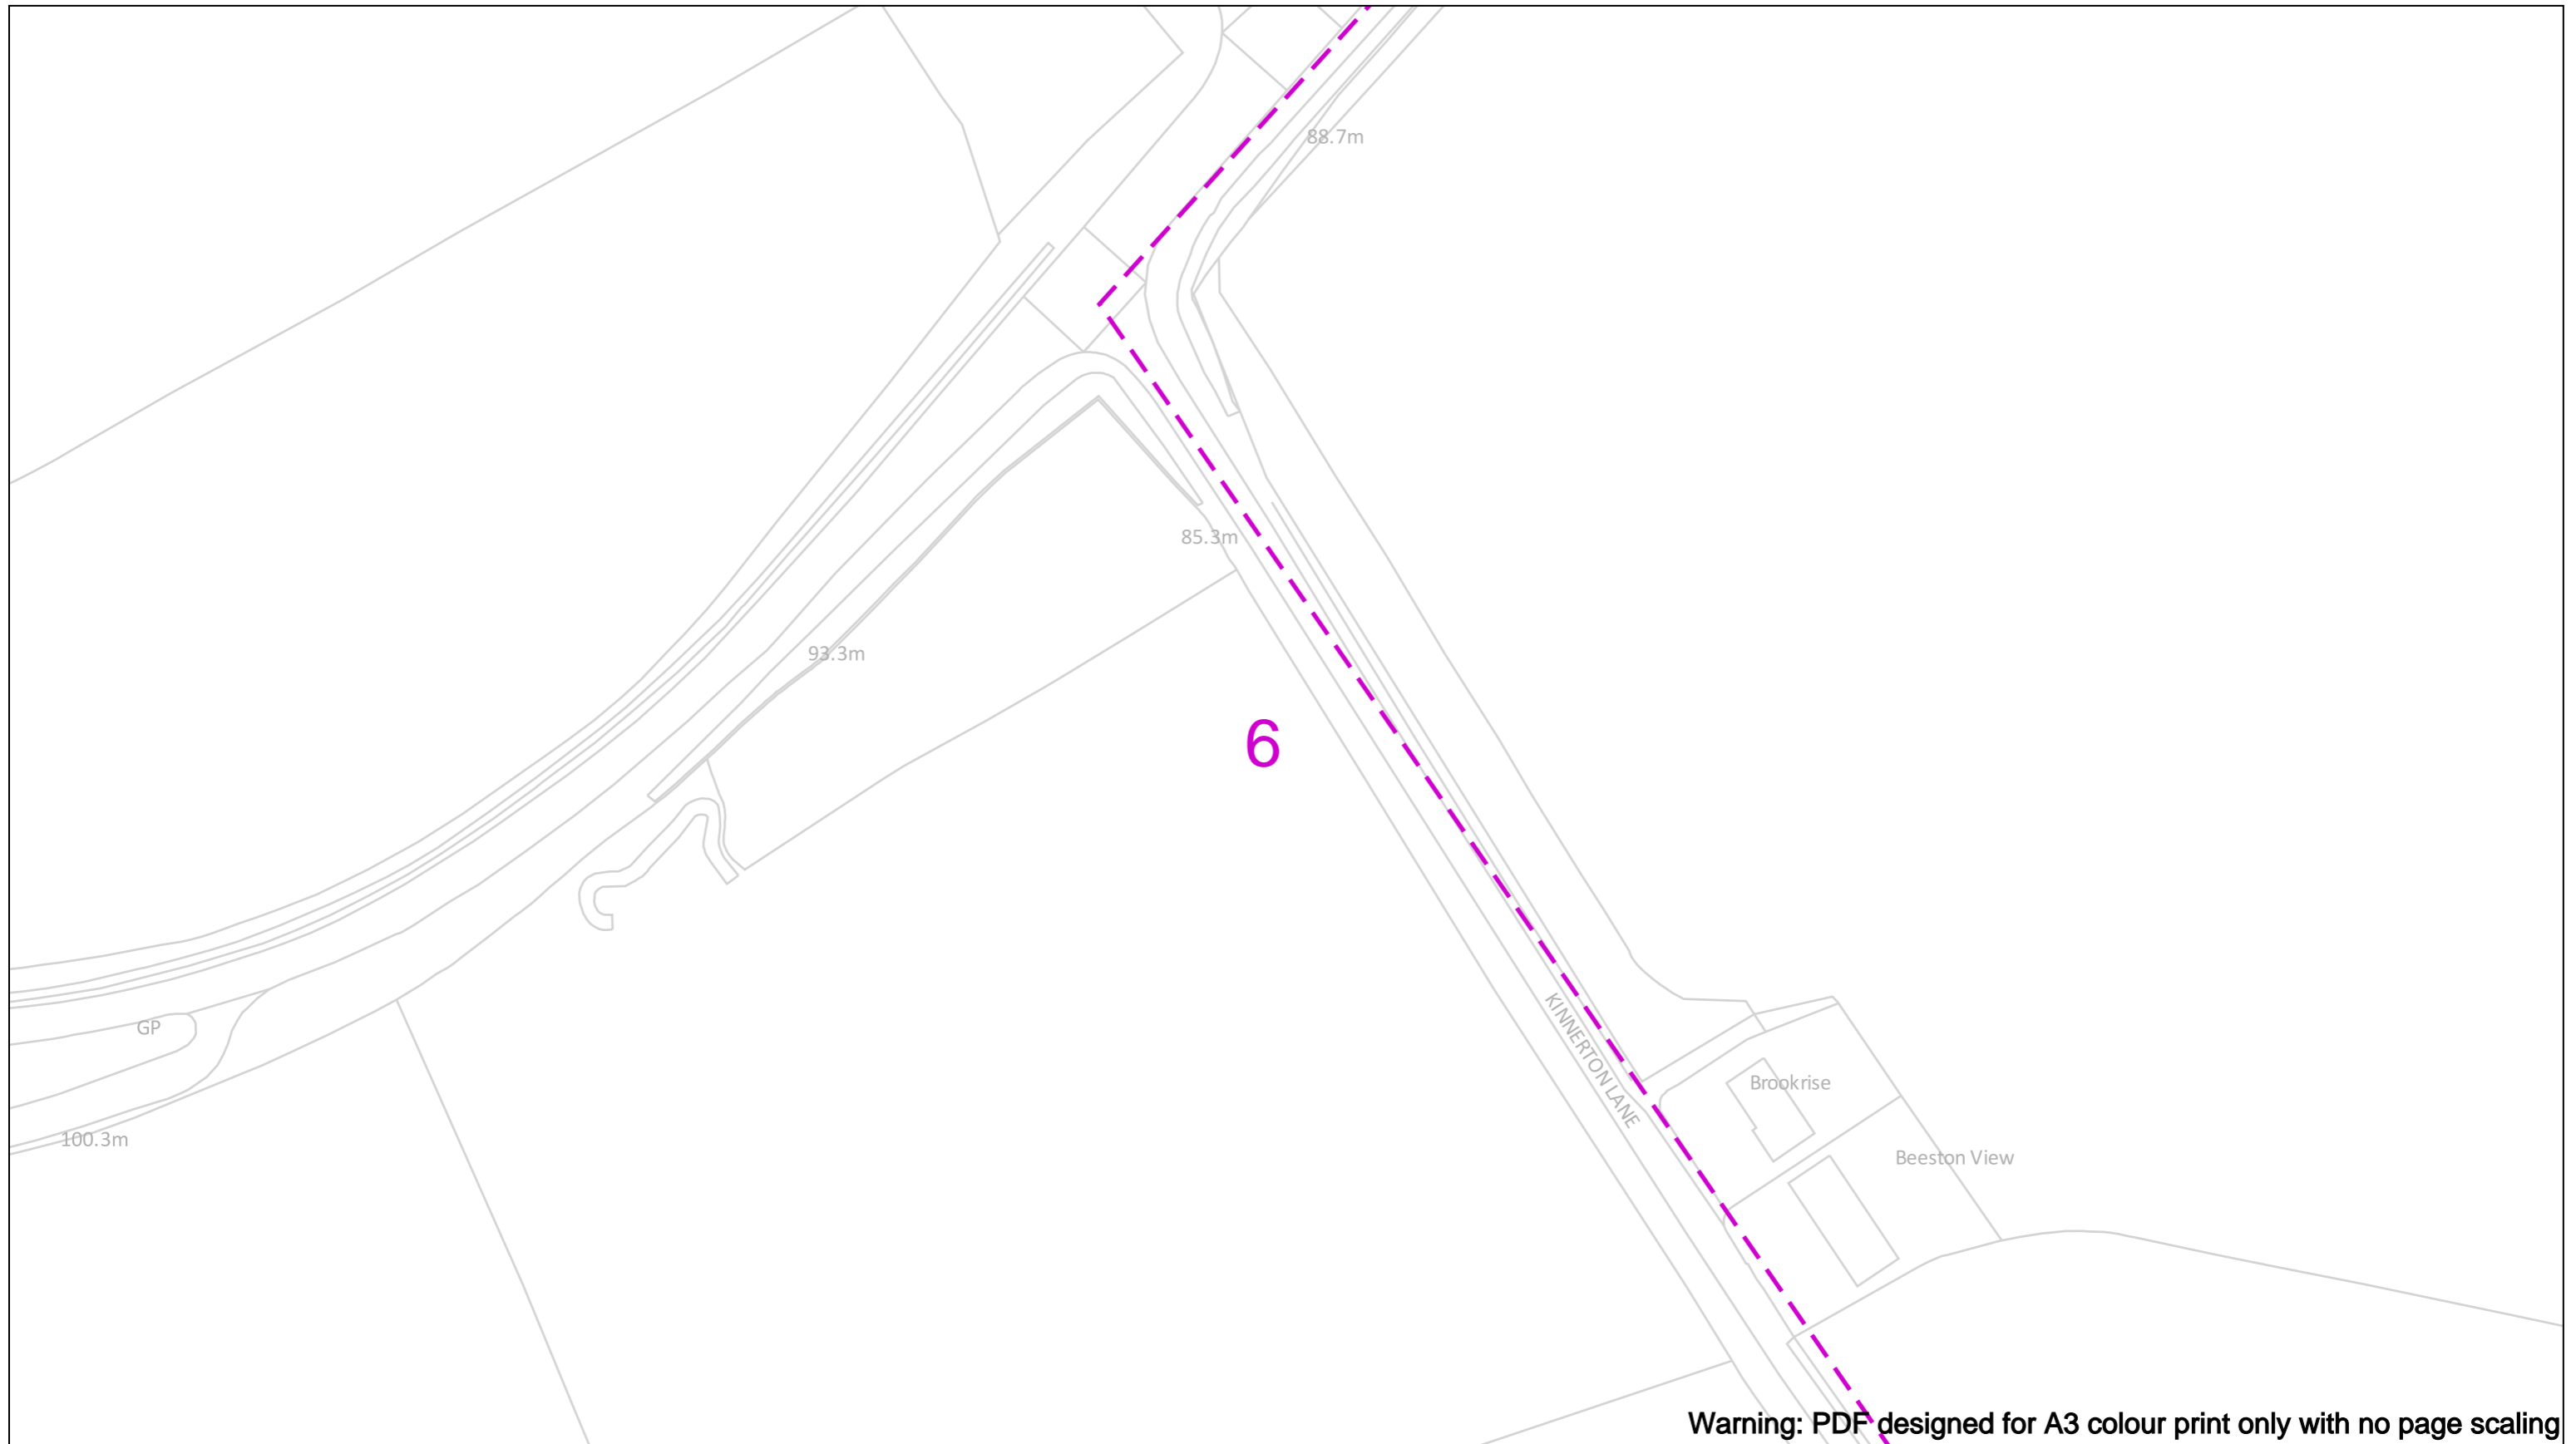 88.7m
85.3m
93.3m
6
KINNERTON LANE
GP
Brookrise
100.3m
Beeston View
Warning: PDF designed for A3 colour print only with no page scaling